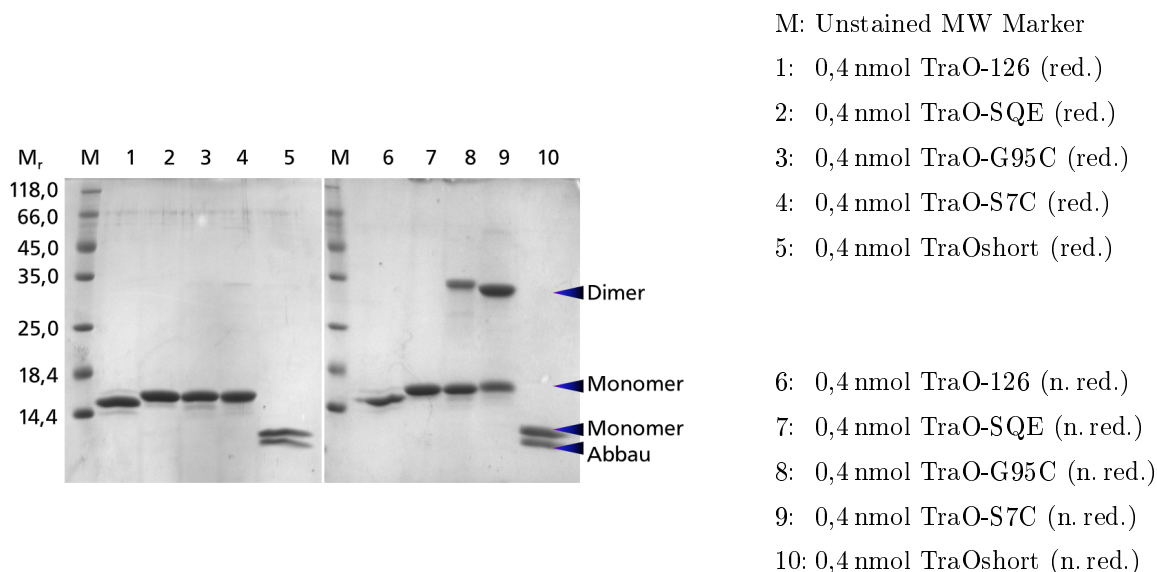 Mr M 1 2 3 4 5 M 6 7 8 9 10
118,0
66,0
45,0
35,0
25,0
18,4
14,4
Dimer
Monomer
Monomer
Abbau
M: Unstained MW Marker
1: 0,4 nmol TraO-126 (red.)
2: 0,4 nmol TraO-SQE (red.)
3: 0,4 nmol TraO-G95C (red.)
4: 0,4 nmol TraO-S7C (red.)
5: 0,4 nmol TraOshort (red.)
6: 0,4 nmol TraO-126 (n. red.)
7: 0,4 nmol TraO-SQE (n. red.)
8: 0,4 nmol TraO-G95C (n. red.)
9: 0,4 nmol TraO-S7C (n. red.)
10: 0,4 nmol TraOshort (n. red.)